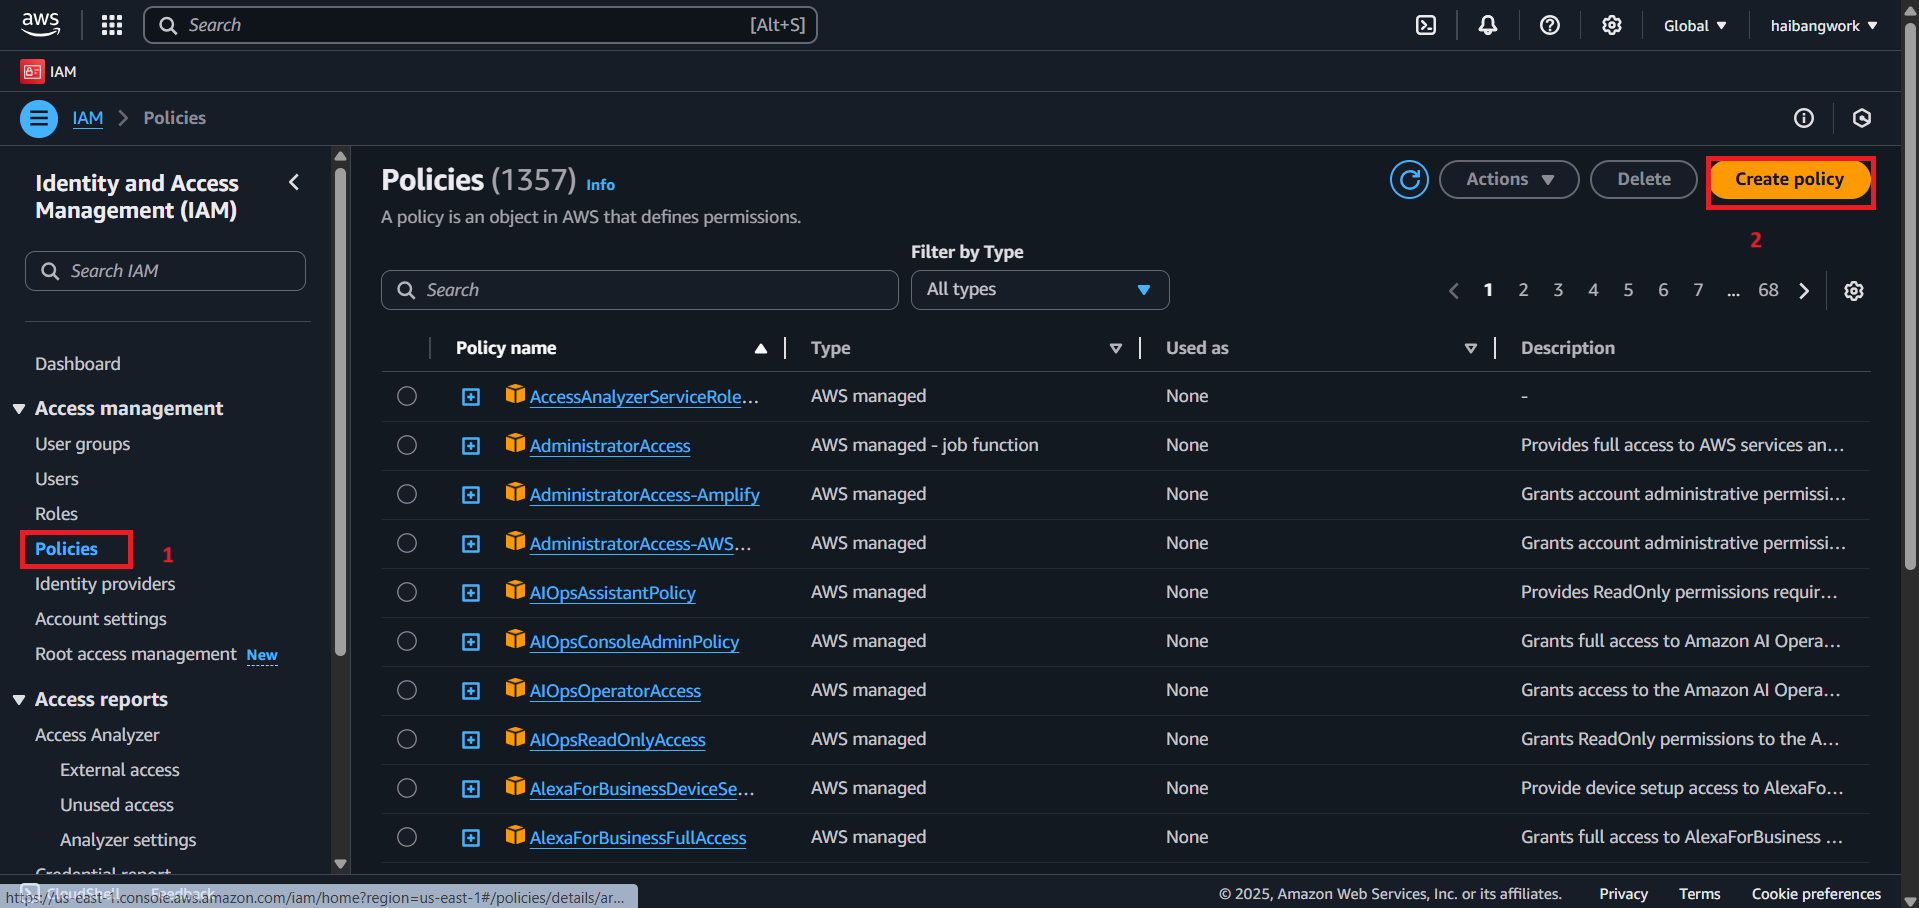 aws
Search [Alt+S]
Global
haibangwork
IAM
IAM > Policies
Identity and Access
Management (IAM)
Search IAM
Dashboard
Access management
User groups
Users
Roles
Policies 1
Identity providers
Account settings
Root access management New
Access reports
Access Analyzer
External access
Unused access
Analyzer settings
Credential report
CloudShell Feedback
https://us-east-1.console.aws.amazon.com/iam/home?region=us-east-1#/policies/details/ar...
Policies (1357) Info
A policy is an object in AWS that defines permissions.
Actions
Delete
Create policy
2
Filter by Type
Search
All types
1 2 3 4 5 6 7 ... 68
Policy name Type Used as Description
AccessAnalyzerServiceRole... AWS managed None -
AdministratorAccess AWS managed - job function None Provides full access to AWS services an...
AdministratorAccess-Amplify AWS managed None Grants account administrative permissi...
AdministratorAccess-AWS... AWS managed None Grants account administrative permissi...
AIOpsAssistantPolicy AWS managed None Provides ReadOnly permissions requir...
AIOpsConsoleAdminPolicy AWS managed None Grants full access to Amazon AI Opera...
AIOpsOperatorAccess AWS managed None Grants access to the Amazon AI Opera...
AIOpsReadOnlyAccess AWS managed None Grants ReadOnly permissions to the A...
AlexaForBusinessDeviceSe... AWS managed None Provide device setup access to AlexaFo...
AlexaForBusinessFullAccess AWS managed None Grants full access to AlexaForBusiness ...
© 2025, Amazon Web Services, Inc. or its affiliates. Privacy Terms Cookie preferences